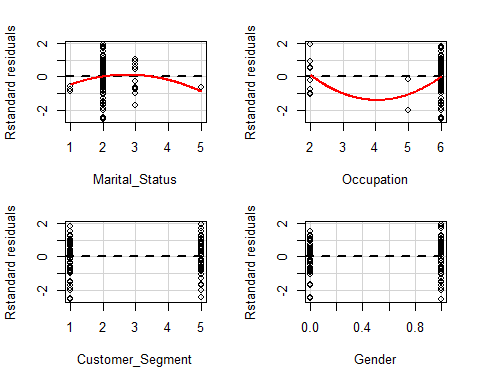 Rstandard residuals
-2 0 2
1 2 3 4 5
Marital_Status
Rstandard residuals
-2 0 2
2 3 4 5 6
Occupation
Rstandard residuals
-2 0 2
1 2 3 4 5
Customer_Segment
Rstandard residuals
-2 0 2
0.0 0.4 0.8
Gender